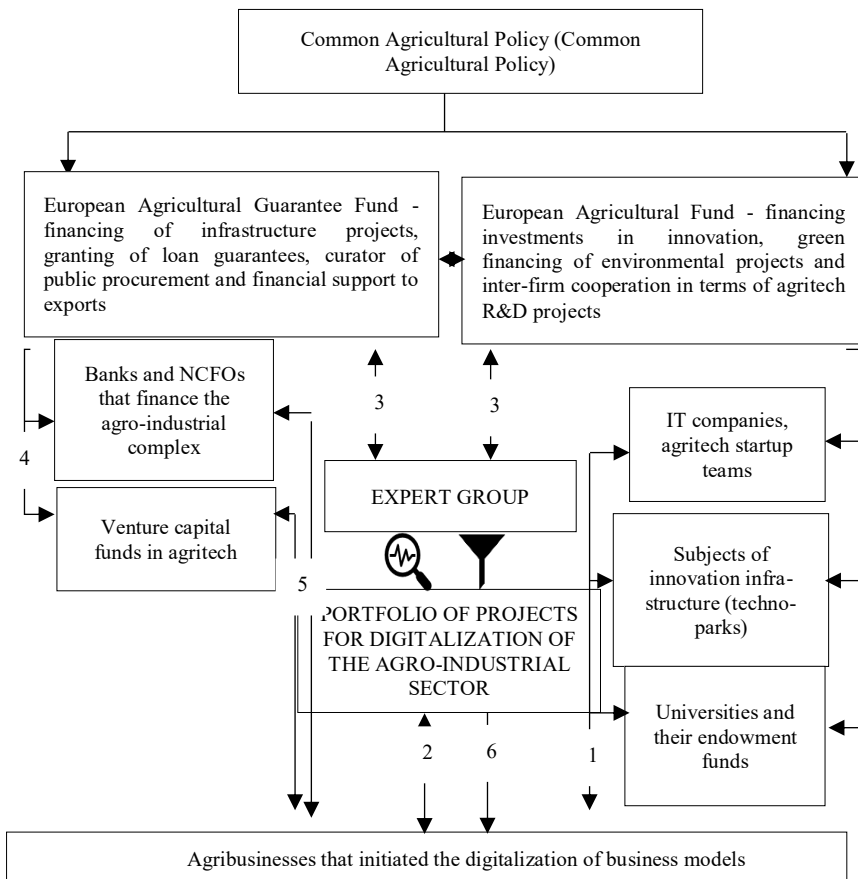 Common Agricultural Policy (Common
Agricultural Policy)
European Agricultural Guarantee Fund -
financing of infrastructure projects,
granting of loan guarantees, curator of
public procurement and financial support to
exports
European Agricultural Fund - financing
investments in innovation, green
financing of environmental projects and
inter-firm cooperation in terms of agritech
R&D projects
Banks and NCFOs
that finance the
agro-industrial
complex
3
3
IT companies,
agritech startup
teams
4
EXPERT GROUP
Venture capital
funds in agritech
Subjects of
innovation infra-
structure (techno-
parks)
5
PORTFOLIO OF PROJECTS
FOR DIGITALIZATION OF
THE AGRO-INDUSTRIAL
SECTOR
Universities and
their endowment
funds
2
6
1
Agribusinesses that initiated the digitalization of business models